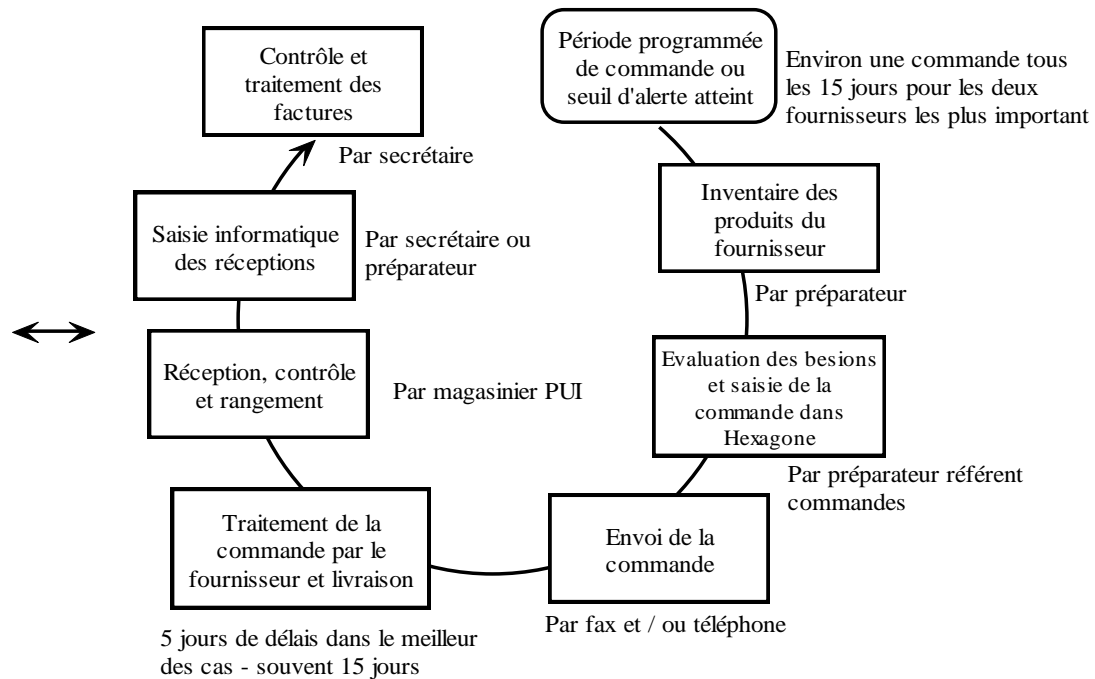 Période programmée
de commande ou
seuil d'alerte atteint
Environ une commande tous
les 15 jours pour les deux
fournisseurs les plus important
Inventaire des
produits du
fournisseur
Par préparateur
Evaluation des besions
et saisie de la
commande dans
Hexagone
Par préparateur référent
commandes
Envoi de la
commande
Par fax et / ou téléphone
Traitement de la
commande par le
fournisseur et livraison
5 jours de délais dans le meilleur
des cas - souvent 15 jours
Réception, contrôle
et rangement
Par magasinier PUI
Saisie informatique
des réceptions
Par secrétaire ou
préparateur
Contrôle et
traitement des
factures
Par secrétaire